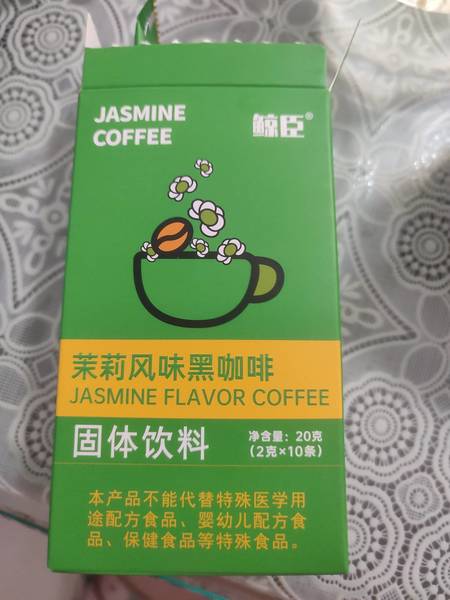 JASMINE
COFFEE
鲸臣®
茉莉风味黑咖啡
JASMINE FLAVOR COFFEE
固体饮料
净含量：20克
（2克×10条）
本产品不能代替特殊医学用
途配方食品、婴幼儿配方食
品、保健食品等特殊食品。